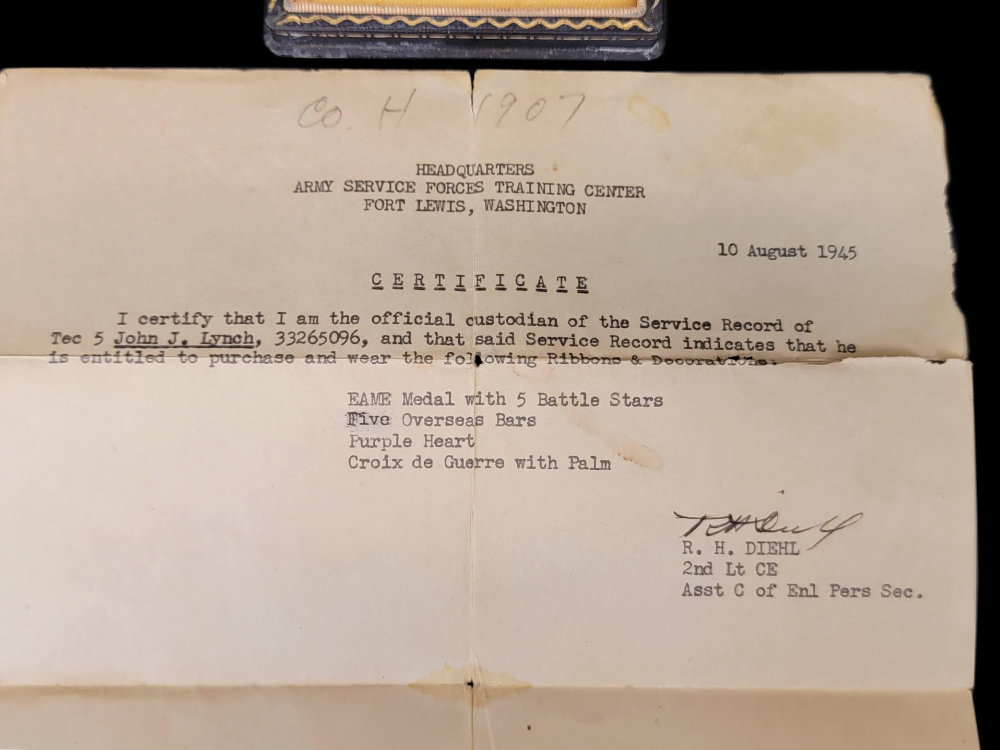 Co. H 1907
HEADQUARTERS
ARMY SERVICE FORCES TRAINING CENTER
FORT LEWIS, WASHINGTON
10 August 1945
CERTIFICATE
I certify that I am the official custodian of the Service Record of
Tec 5 John J. Lynch, 33265096, and that said Service Record indicates that he
is entitled to purchase and wear the following Ribbons & Decorations:
EAME Medal with 5 Battle Stars
Five Overseas Bars
Purple Heart
Croix de Guerre with Palm
R H Diehl
R. H. DIEHL
2nd Lt CE
Asst C of Enl Pers Sec.